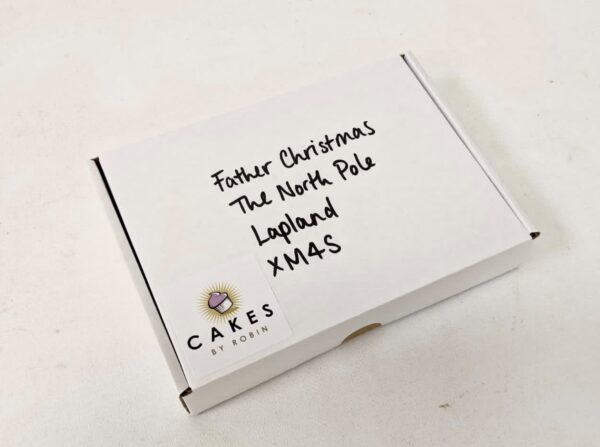 Father Christmas
The North Pole
Lapland
XM4S
CAKES
BY ROBIN